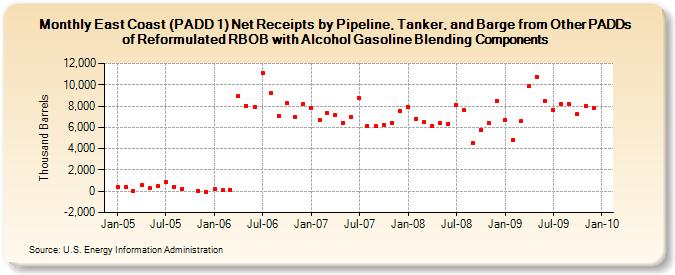 Monthly East Coast (PADD 1) Net Receipts by Pipeline, Tanker, and Barge from Other PADDs
of Reformulated RBOB with Alcohol Gasoline Blending Components
Thousand Barrels
12,000
10,000
8,000
6,000
4,000
2,000
0
-2,000
Jan-05 Jul-05 Jan-06 Jul-06 Jan-07 Jul-07 Jan-08 Jul-08 Jan-09 Jul-09 Jan-10
Source: U.S. Energy Information Administration